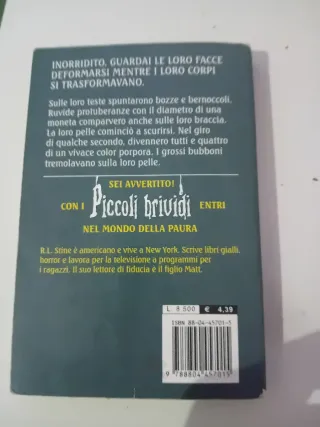 INORRIDITO, GUARDAI LE LORO FACCE
DEFORMARSI MENTRE I LORO CORPI
SI TRASFORMAVANO.
Sulle loro teste spuntarono bozze e bernoccoli.
Ruvide protuberanze con il diametro di una
moneta comparvero anche sulle loro braccia.
La loro pelle cominciò a scurirsi. Nel giro
di qualche secondo, divennero tutti e quattro
di un vivace color porpora. I grossi bubboni
tremolavano sulla loro pelle.
SEI AVVERTITO!
CON I Piccoli brividi ENTRI
NEL MONDO DELLA PAURA
R.L. Stine è americano e vive a New York. Scrive libri gialli,
horror e lavora per la televisione a programmi per
i ragazzi. Il suo lettore di fiducia è il figlio Matt.
L. 8.500 € 4,39
ISBN 88-04-45701-5
9 788804 457015